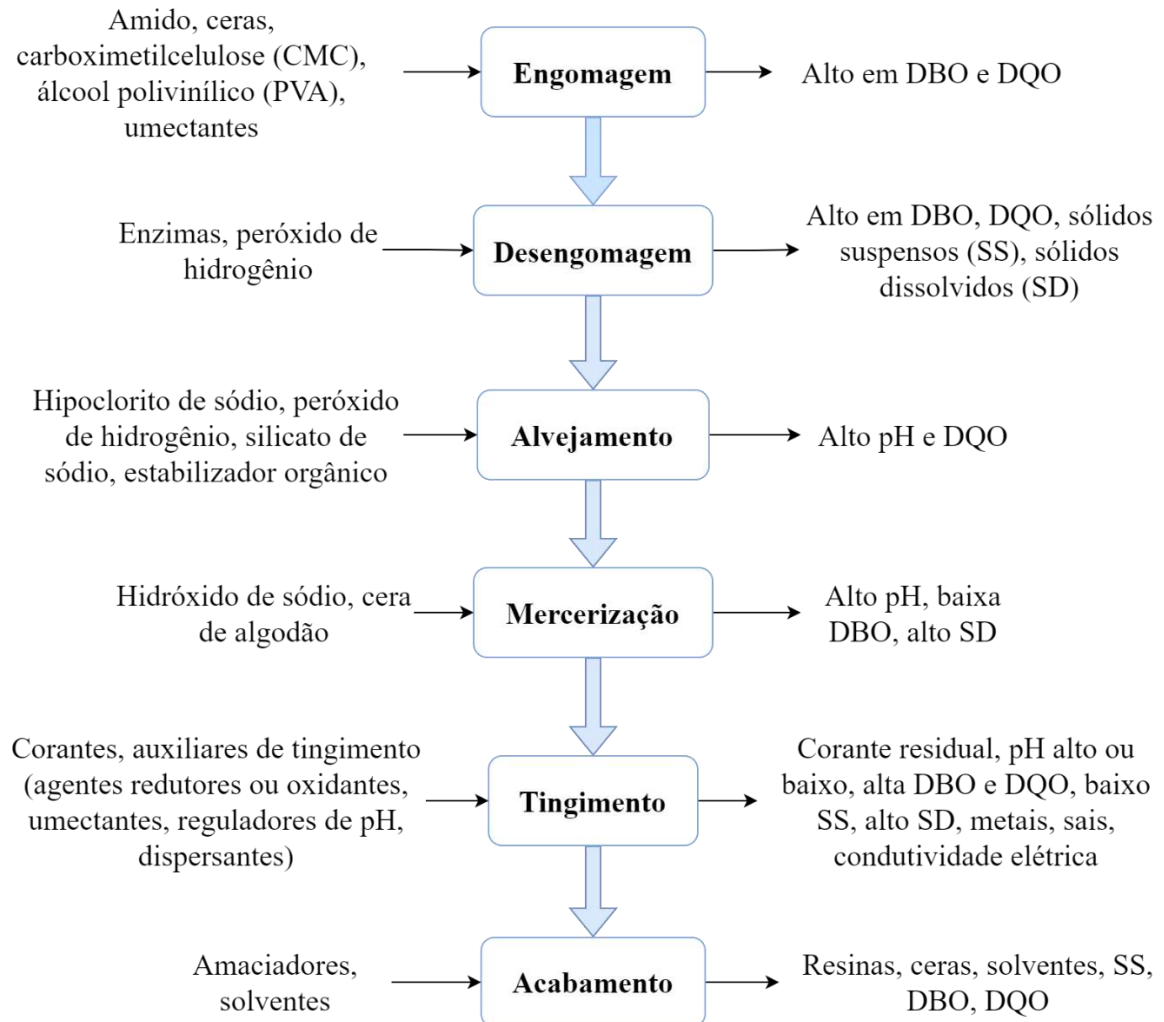 Amido, ceras,
carboximetilcelulose (CMC),
álcool polivinílico (PVA),
umectantes
Engomagem
Alto em DBO e DQO
Enzimas, peróxido de
hidrogênio
Desengomagem
Alto em DBO, DQO, sólidos
suspensos (SS), sólidos
dissolvidos (SD)
Hipoclorito de sódio, peróxido
de hidrogênio, silicato de
sódio, estabilizador orgânico
Alvejamento
Alto pH e DQO
Hidróxido de sódio, cera
de algodão
Mercerização
Alto pH, baixa
DBO, alto SD
Corantes, auxiliares de tingimento
(agentes redutores ou oxidantes,
umectantes, reguladores de pH,
dispersantes)
Tingimento
Corante residual, pH alto ou
baixo, alta DBO e DQO, baixo
SS, alto SD, metais, sais,
condutividade elétrica
Amaciadores,
solventes
Acabamento
Resinas, ceras, solventes, SS,
DBO, DQO